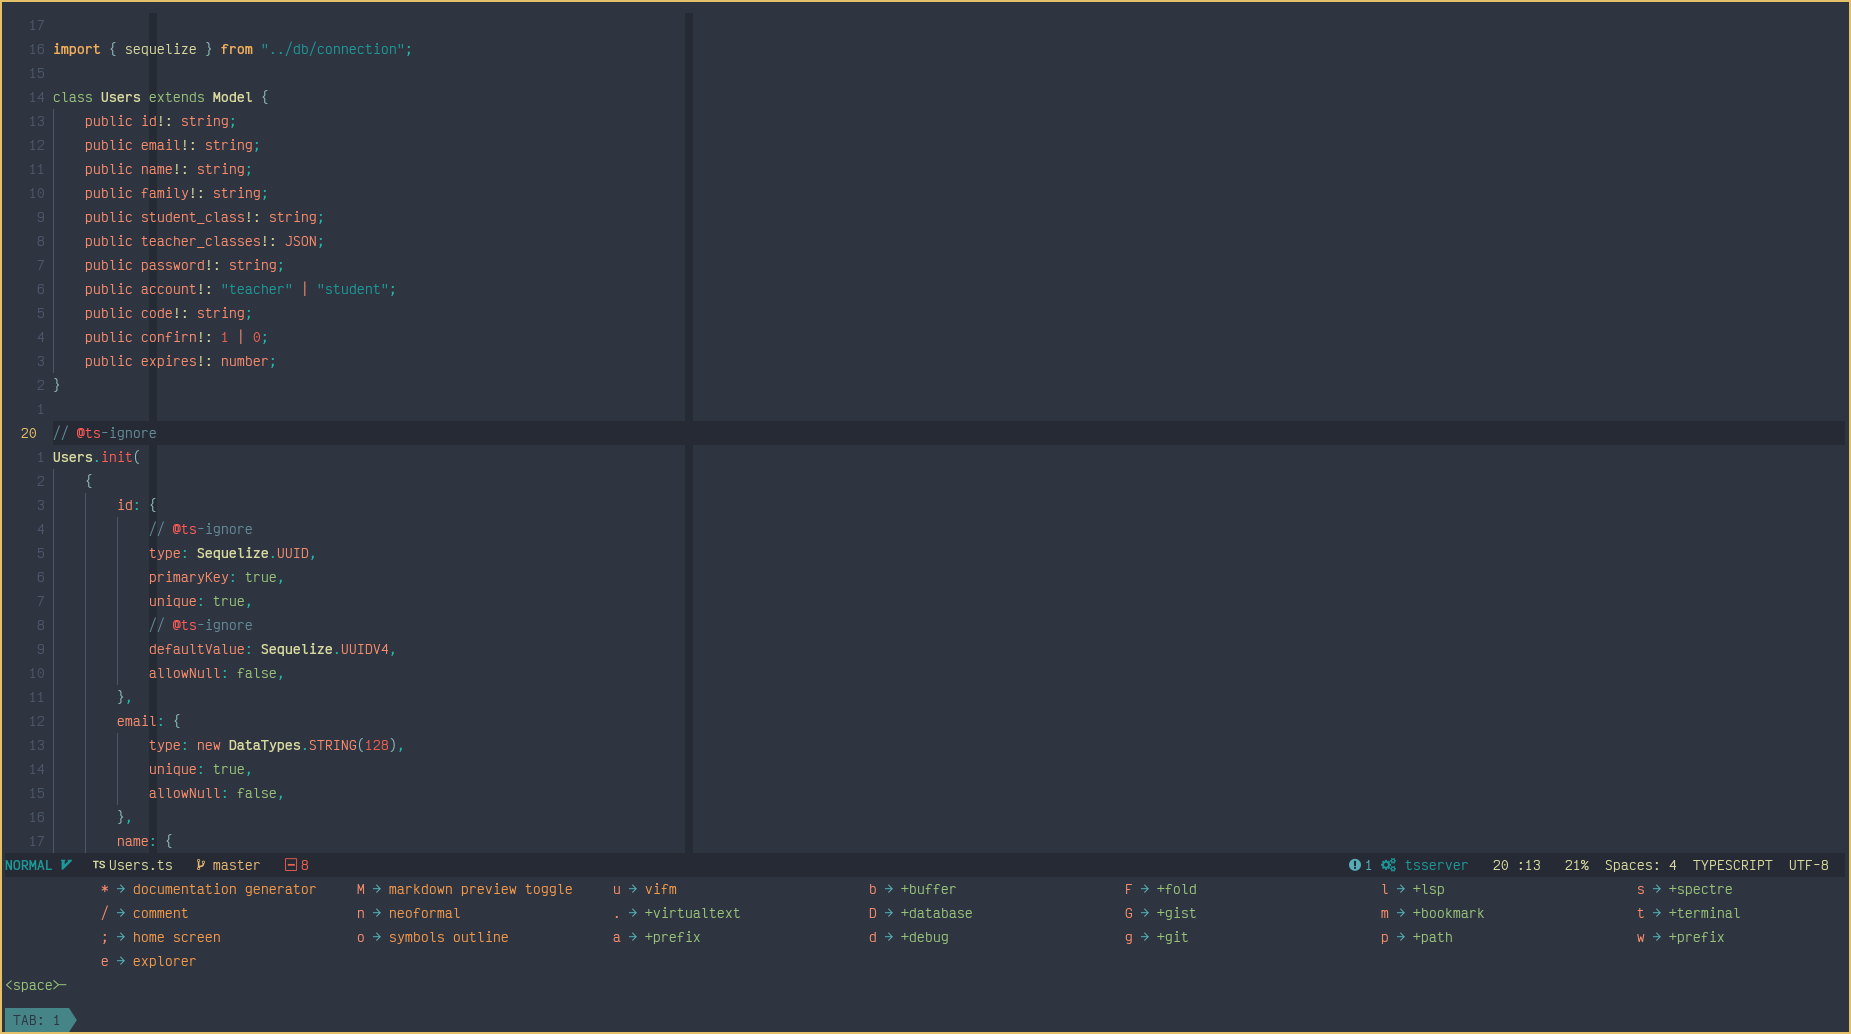 17
16 import { sequelize } from "../db/connection";
15
14 class Users extends Model {
13 public id!: string;
12 public email!: string;
11 public name!: string;
10 public family!: string;
9 public student_class!: string;
8 public teacher_classes!: JSON;
7 public password!: string;
6 public account!: "teacher" | "student";
5 public code!: string;
4 public confirn!: 1 | 0;
3 public expires!: number;
2 }
1
20 // @ts-ignore
1 Users.init(
2 {
3 id: {
4 // @ts-ignore
5 type: Sequelize.UUID,
6 primaryKey: true,
7 unique: true,
8 // @ts-ignore
9 defaultValue: Sequelize.UUIDV4,
10 allowNull: false,
11 },
12 email: {
13 type: new DataTypes.STRING(128),
14 unique: true,
15 allowNull: false,
16 },
17 name: {
NORMAL TS Users.ts master 8 1 tsserver 20 :13 21% Spaces: 4 TYPESCRIPT UTF-8
* → documentation generator M → markdown preview toggle u → vifm b → +buffer F → +fold l → +lsp s → +spectre
/ → comment n → neoformal . → +virtualtext D → +database G → +gist m → +bookmark t → +terminal
; → home screen o → symbols outline a → +prefix d → +debug g → +git p → +path w → +prefix
e → explorer
<space>–
TAB: 1